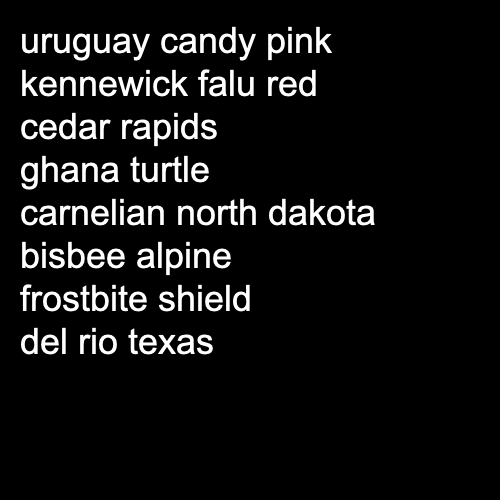 uruguay candy pink
kennewick falu red
cedar rapids
ghana turtle
carnelian north dakota
bisbee alpine
frostbite shield
del rio texas